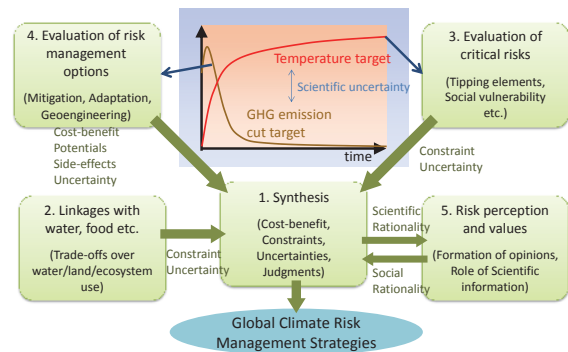 4. Evaluation of risk
management
options
(Mitigation, Adaptation,
Geoengineering)
Cost-benefit
Potentials
Side-effects
Uncertainty
Temperature target
Scientific uncertainty
GHG emission
cut target
time
3. Evaluation of
critical risks
(Tipping elements,
Social vulnerability
etc.)
Constraint
Uncertainty
2. Linkages with
water, food etc.
(Trade-offs over
water/land/ecosystem
use)
Constraint
Uncertainty
1. Synthesis
(Cost-benefit,
Constraints,
Uncertainties,
Judgments)
Scientific
Rationality
Social
Rationality
5. Risk perception
and values
(Formation of opinions,
Role of Scientific
information)
Global Climate Risk
Management Strategies